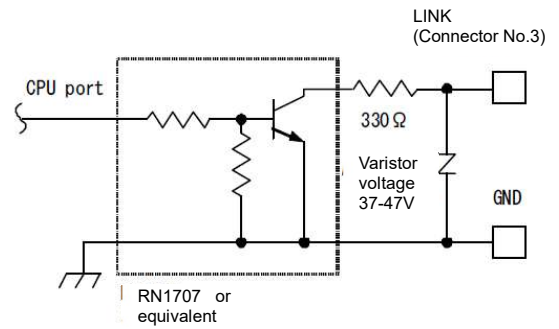 LINK
(Connector No.3)
CPU port
330Ω
Varistor
voltage
37-47V
GND
RN1707 or
equivalent